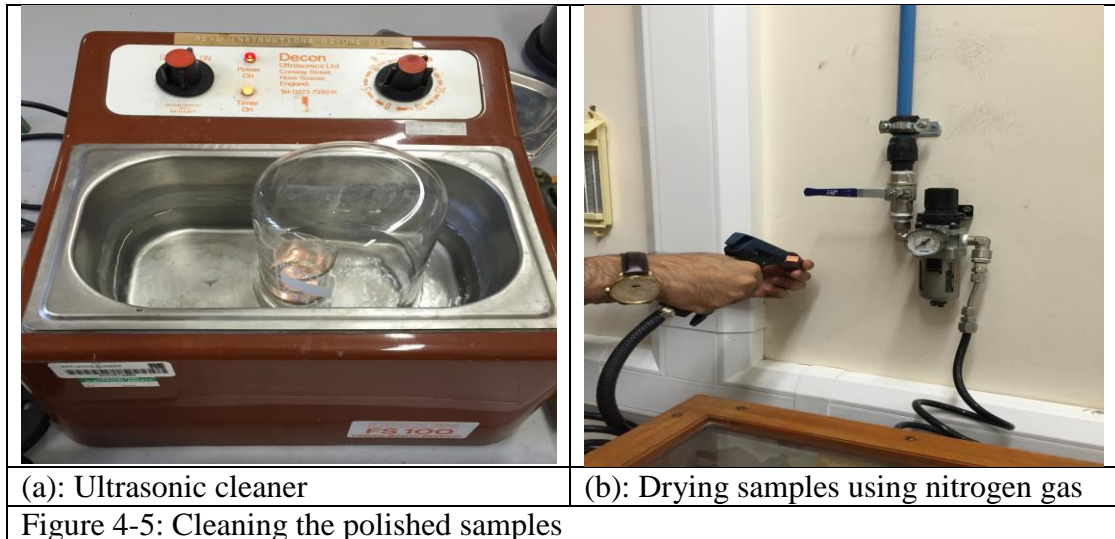 READ INSTRUCTIONS BEFORE USE
ON
Power
On
Timer
On
Decon
Ultrasonics Ltd.
Conway Street,
Hove Sussex
England.
FS 100
(a): Ultrasonic cleaner
(b): Drying samples using nitrogen gas
Figure 4-5: Cleaning the polished samples